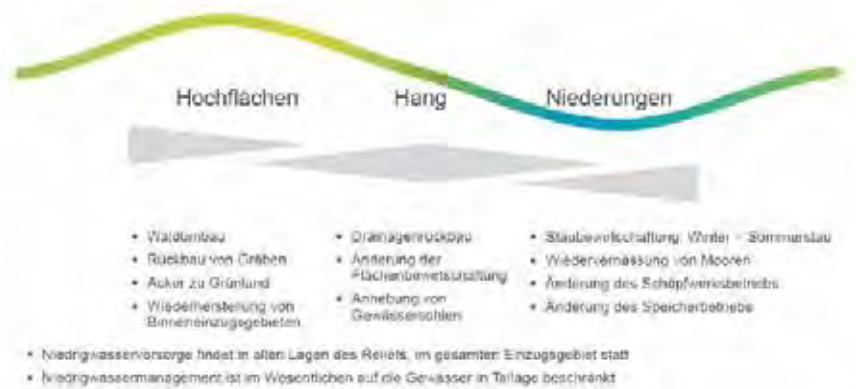 Hochflächen Hang Niederungen
• Waldumbau
• Rückbau von Gräben
• Acker zu Grünland
• Wiederherstellung von
Binneneinzugsgebieten
• Drainagenrückbau
• Änderung der
Flächenbewirtschaftung
• Anhebung von
Gewässersohlen
• Staubewirtschaftung: Winter – Sommerstau
• Wiedervernässung von Mooren
• Änderung des Schöpfwerksbetriebs
• Änderung des Speicherbetriebs
• Niedrigwasservorsorge findet in allen Lagen des Reliefs, im gesamten Einzugsgebiet statt
• Niedrigwassermanagement ist im Wesentlichen auf die Gewässer in Tallage beschränkt